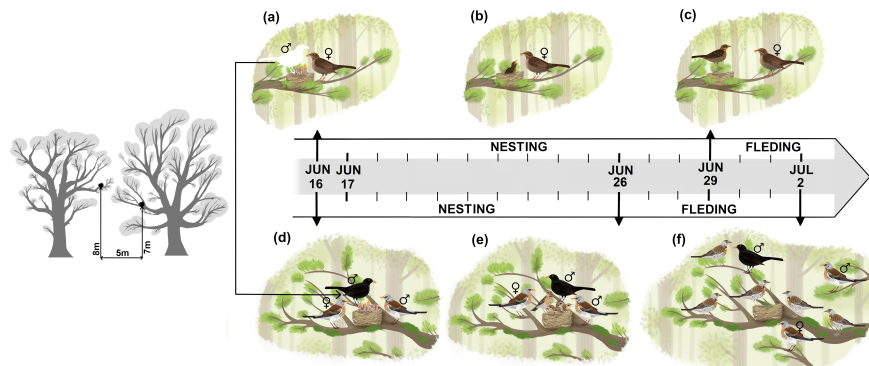 (a)
(b)
(c)
♂
♀
♀
♀
NESTING
FLEDING
JUN
16
JUN
17
JUN
26
JUN
29
JUL
2
NESTING
FLEDING
8m
5m
7m
(d)
(e)
(f)
♂
♀
♂
♂
♀
♂
♂
♂
♀